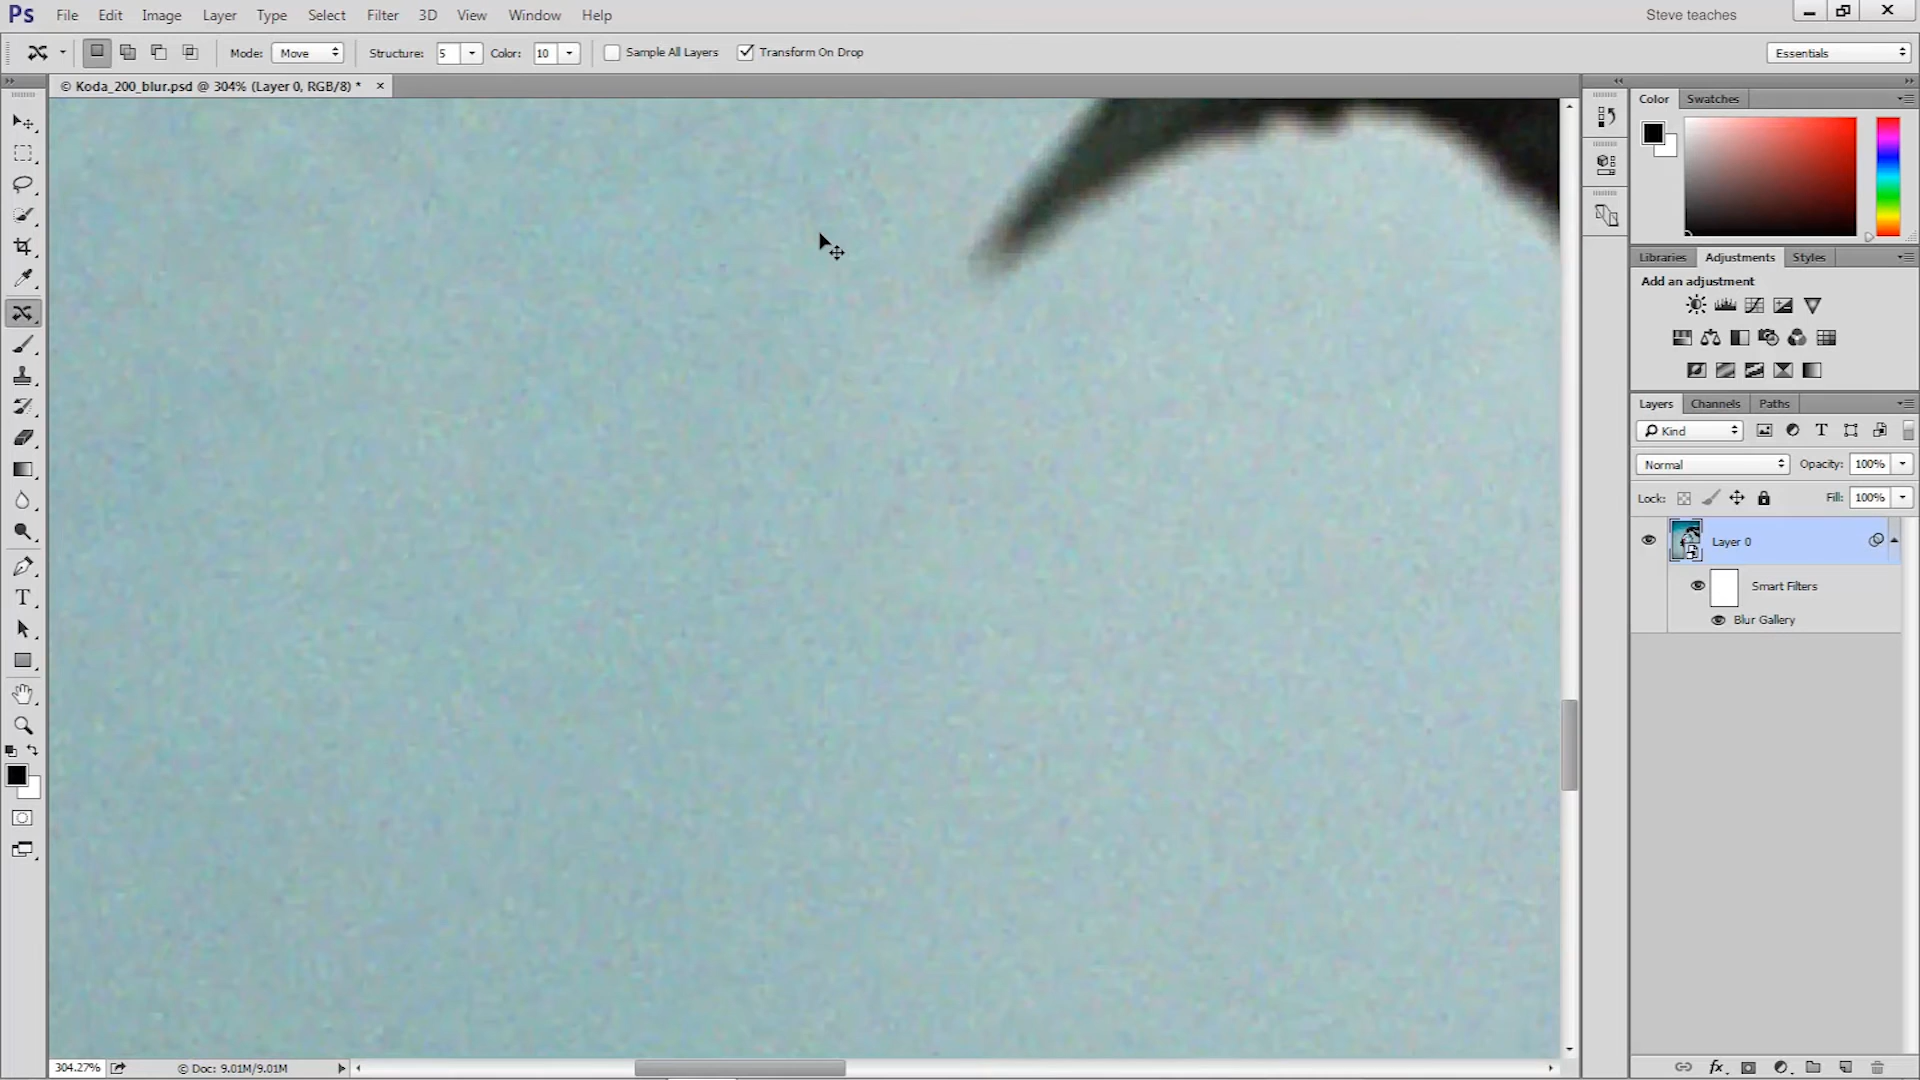 Ps File Edit Image Layer Type Select Filter 3D View Window Help Steve teaches
Mode: Move Structure: 5 Color: 10 Sample All Layers Transform On Drop Essentials
© Koda_200_blur.psd @ 304% (Layer 0, RGB/8) * ×
Color Swatches
Libraries Adjustments Styles
Add an adjustment
Layers Channels Paths
Kind
Normal Opacity: 100%
Lock: Fill: 100%
Layer 0
Smart Filters
Blur Gallery
304.27% © Doc: 9.01M/9.01M